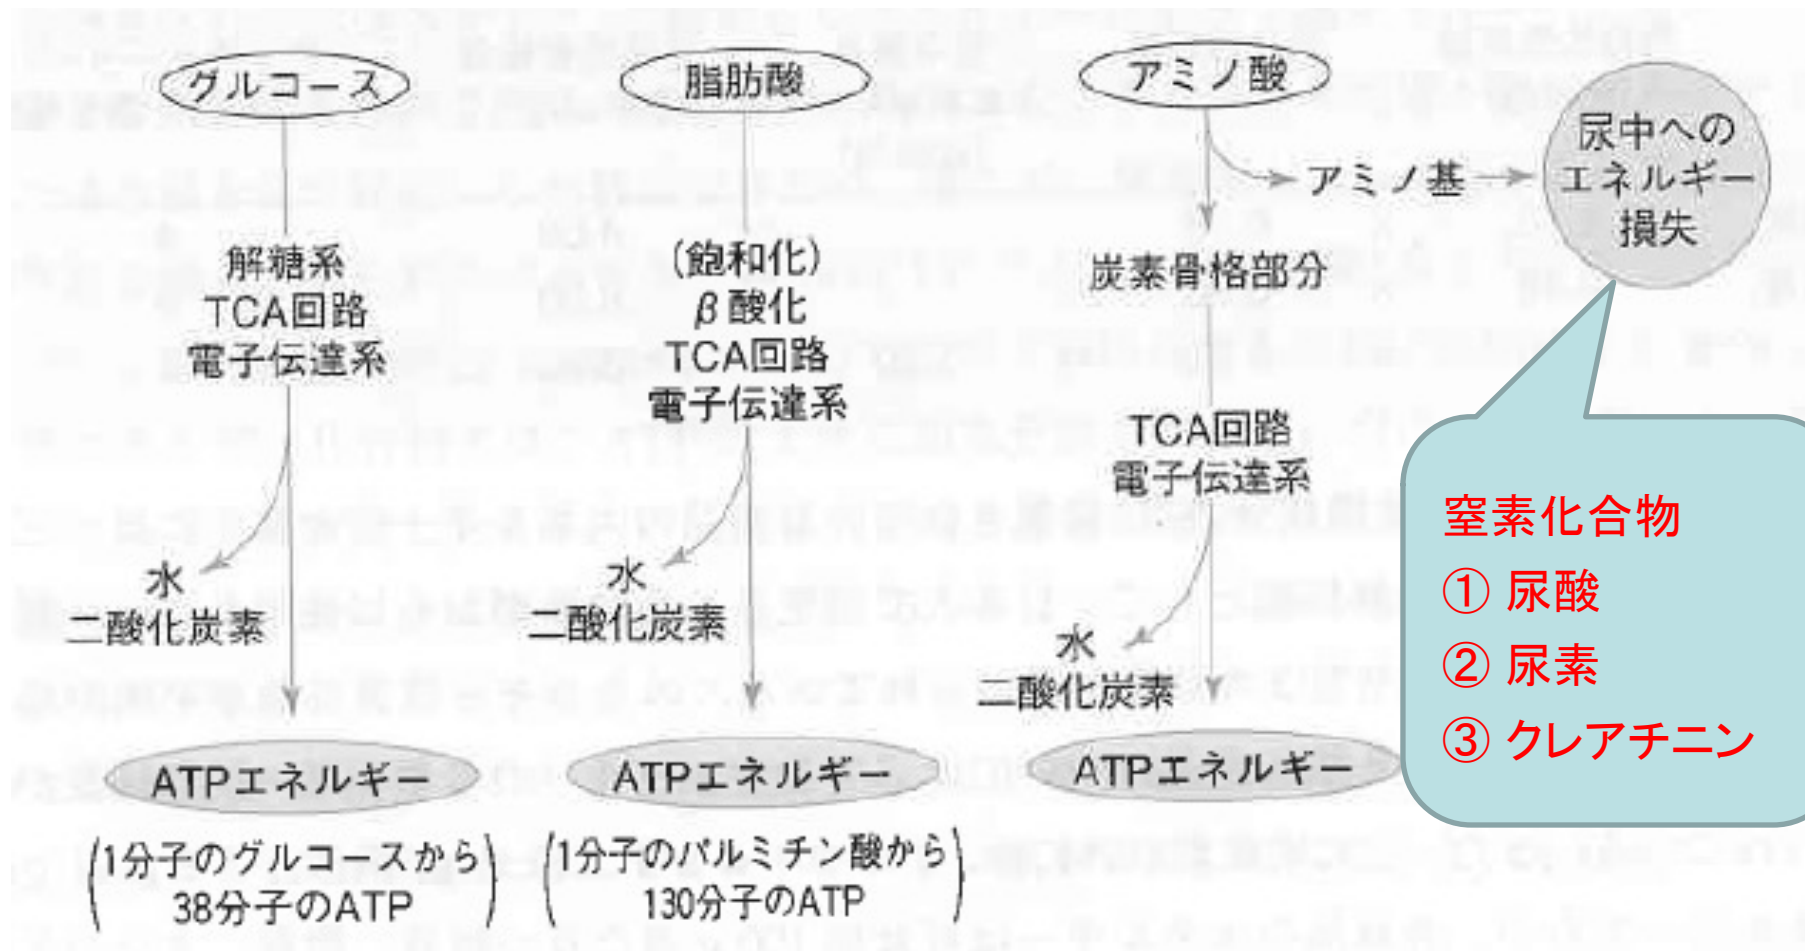 グルコース
解糖系
TCA回路
電子伝達系
水
二酸化炭素
ATPエネルギー
(1分子のグルコースから
38分子のATP)
脂肪酸
(飽和化)
β酸化
TCA回路
電子伝達系
水
二酸化炭素
ATPエネルギー
(1分子のパルミチン酸から
130分子のATP)
アミノ酸
アミノ基
尿中への
エネルギー
損失
炭素骨格部分
TCA回路
電子伝達系
水
二酸化炭素
ATPエネルギー
窒素化合物
① 尿酸
② 尿素
③ クレアチニン